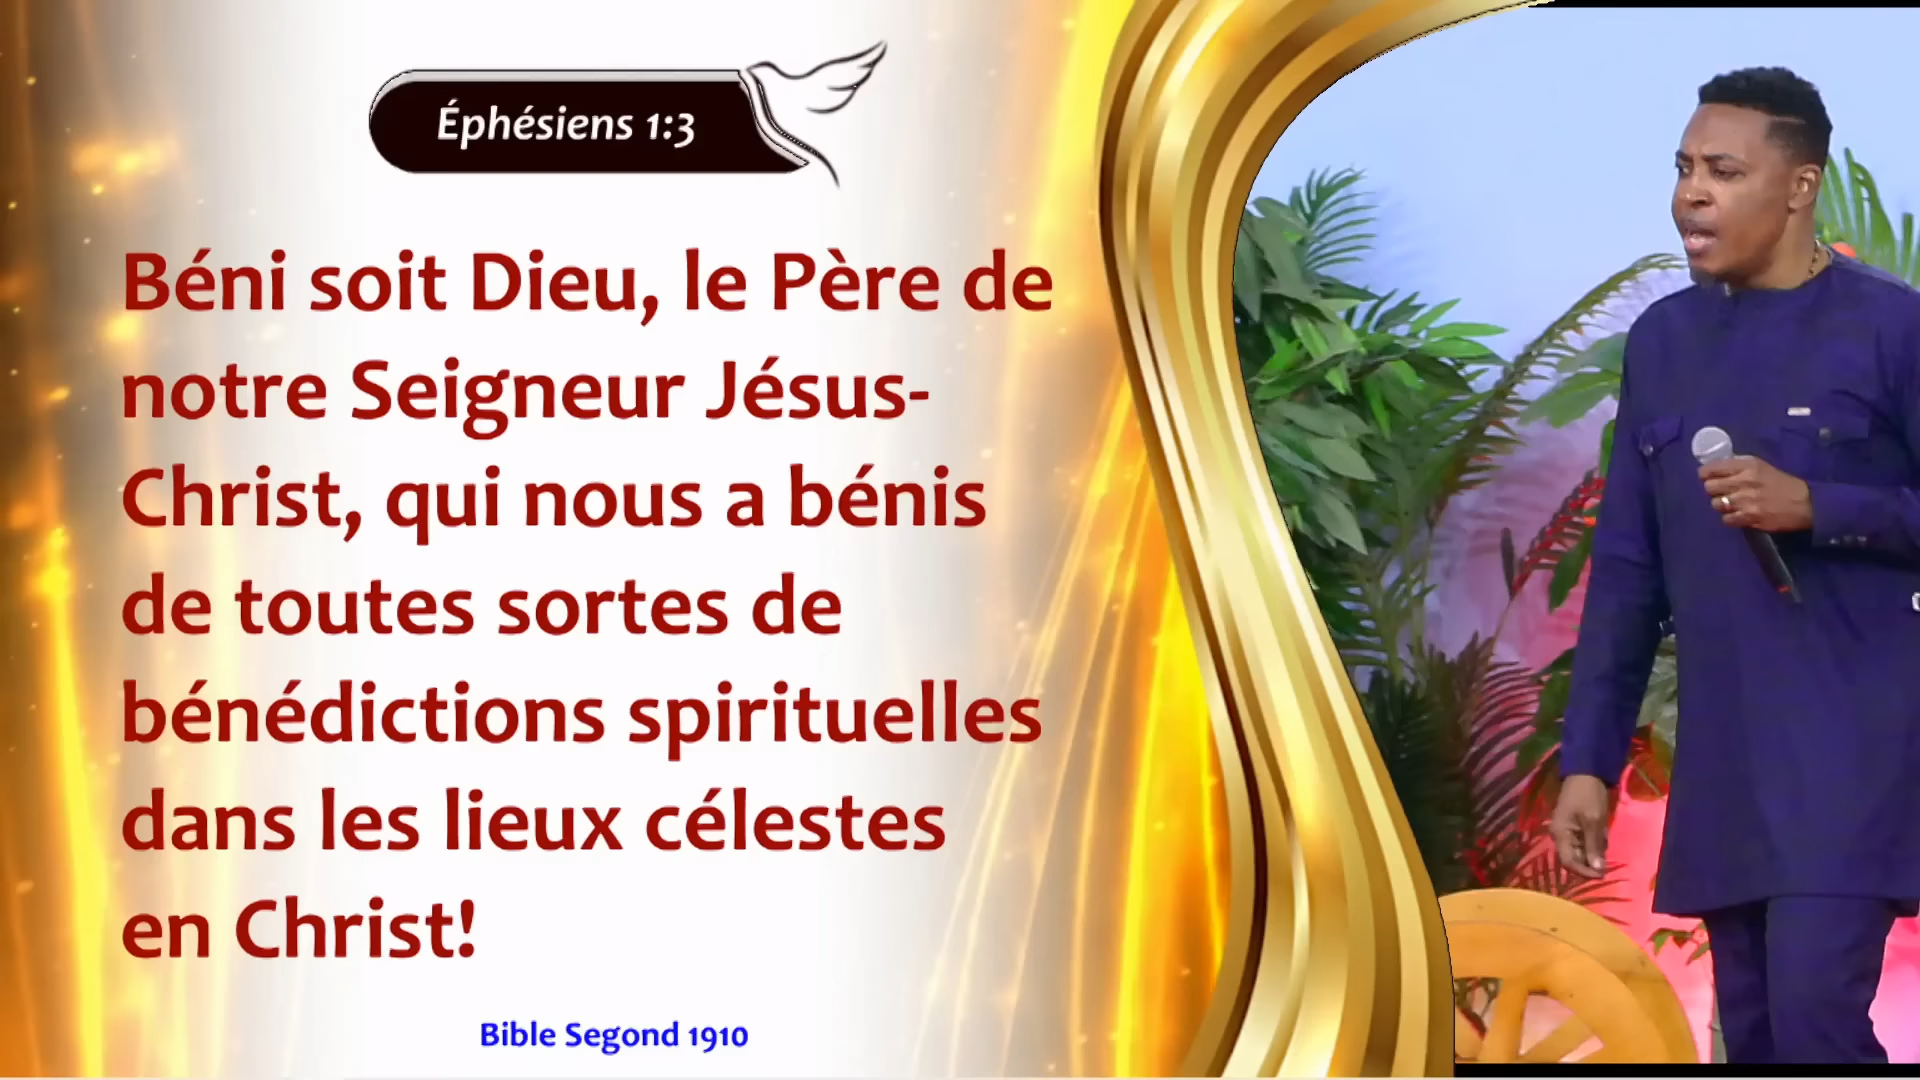 Éphésiens 1:3
Béni soit Dieu, le Père de
notre Seigneur Jésus-
Christ, qui nous a bénis
de toutes sortes de
bénédictions spirituelles
dans les lieux célestes
en Christ!
Bible Segond 1910